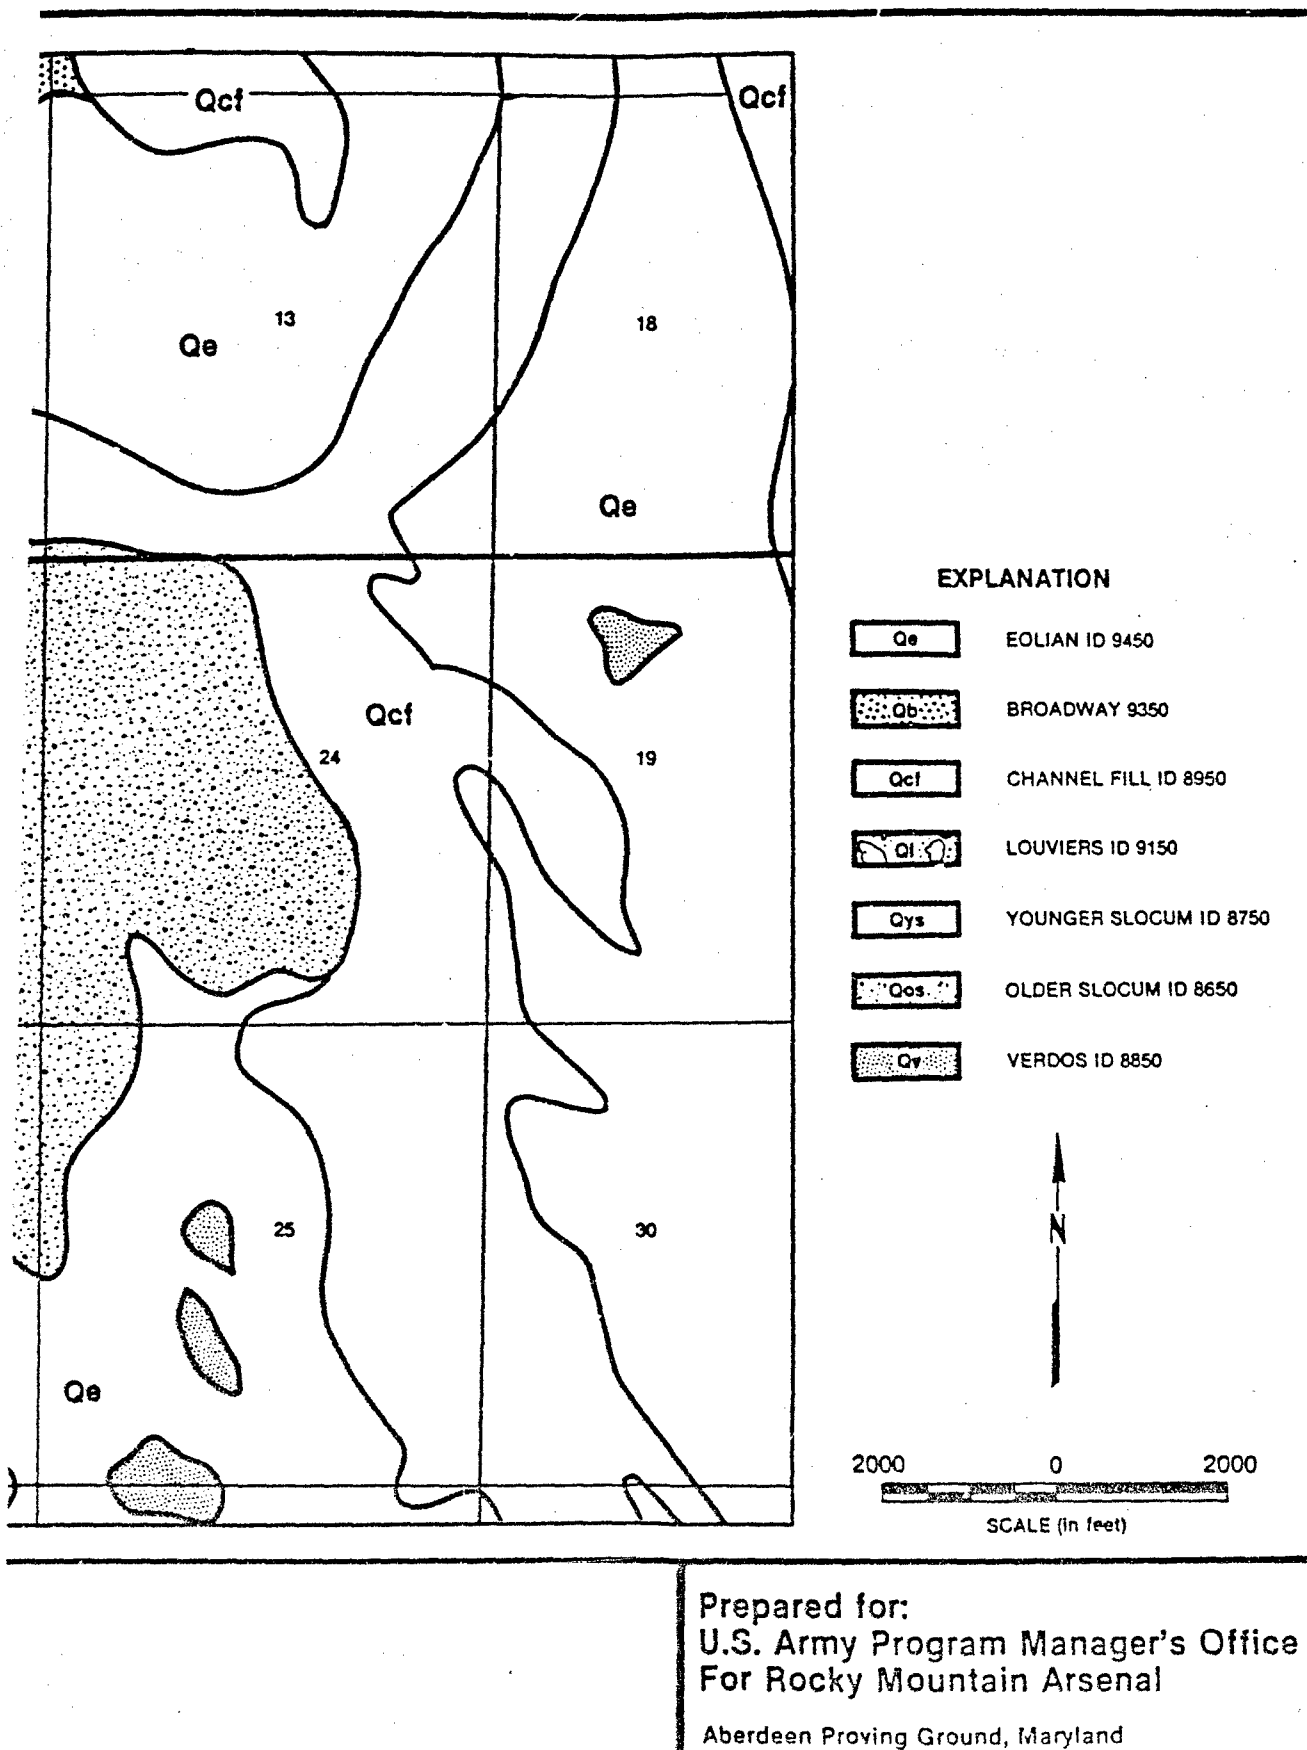 Qcf
Qcf
13
18
Qe
Qe
EXPLANATION
Qe EOLIAN ID 9450
Qb BROADWAY 9350
Qcf
24
19
Qcf CHANNEL FILL ID 8950
Ql LOUVIERS ID 9150
Qys YOUNGER SLOCUM ID 8750
Qos OLDER SLOCUM ID 8650
Qv VERDOS ID 8850
N
25
30
Qe
2000 0 2000
SCALE (in feet)
Prepared for:
U.S. Army Program Manager's Office
For Rocky Mountain Arsenal
Aberdeen Proving Ground, Maryland